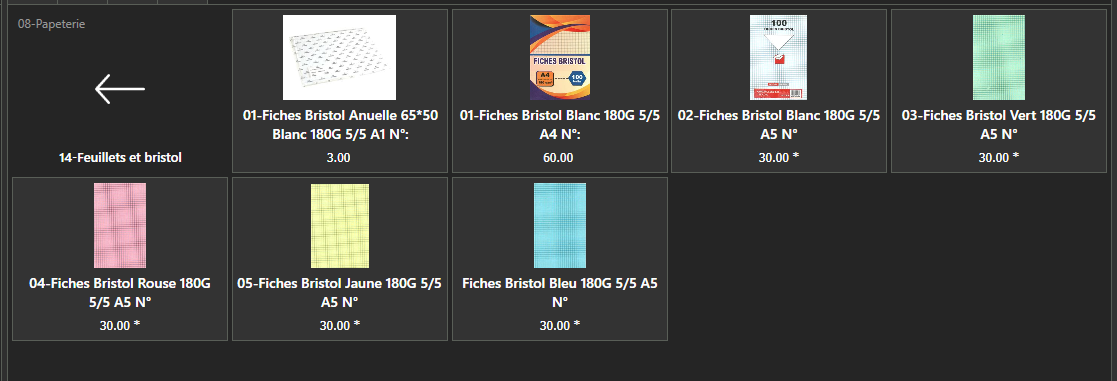 08-Papeterie
14-Feuillets et bristol
01-Fiches Bristol Anuelle 65*50
Blanc 180G 5/5 A1 N°:
3.00
FICHES BRISTOL
A4
100
01-Fiches Bristol Blanc 180G 5/5
A4 N°:
60.00
100
02-Fiches Bristol Blanc 180G 5/5
A5 N°
30.00 *
03-Fiches Bristol Vert 180G 5/5
A5 N°
30.00 *
04-Fiches Bristol Rouse 180G
5/5 A5 N°
30.00 *
05-Fiches Bristol Jaune 180G 5/5
A5 N°
30.00 *
Fiches Bristol Bleu 180G 5/5 A5
N°
30.00 *